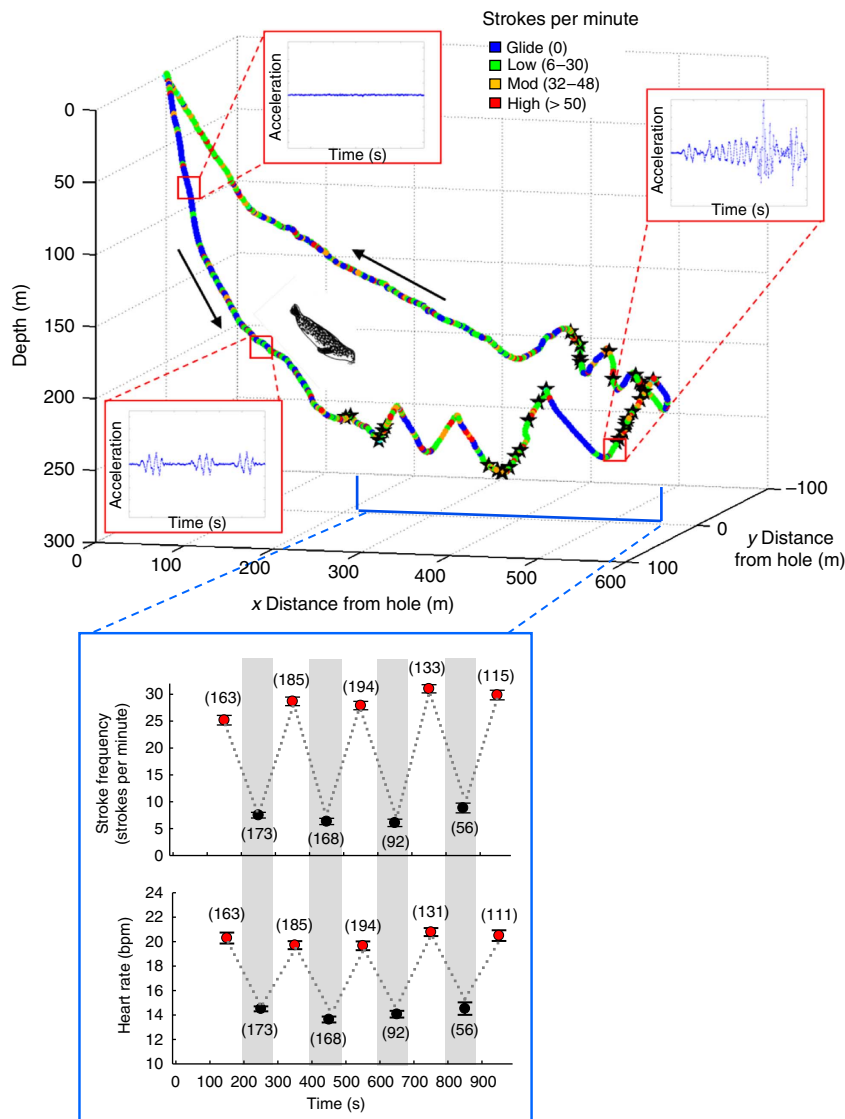 Strokes per minute
Glide (0)
Low (6–30)
Mod (32–48)
High (> 50)
Acceleration
Time (s)
Acceleration
Time (s)
Acceleration
Time (s)
Depth (m)
0
50
100
150
200
250
300
0
100
200
300
400
500
600
x Distance from hole (m)
–100
0
100
y Distance
from hole (m)
Stroke frequency
(strokes per minute)
30
25
20
15
10
5
0
(163)
(185)
(194)
(133)
(115)
(173)
(168)
(92)
(56)
Heart rate (bpm)
24
22
20
18
16
14
12
10
(163)
(185)
(194)
(131)
(111)
(173)
(168)
(92)
(56)
0 100 200 300 400 500 600 700 800 900
Time (s)